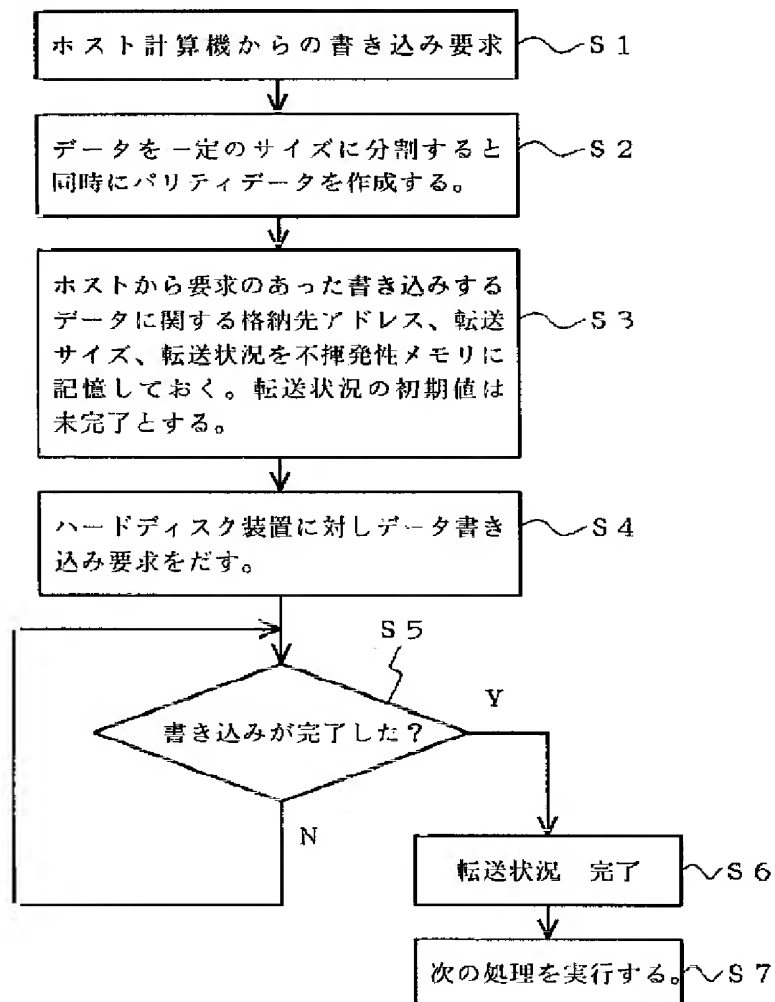 ホスト計算機からの書き込み要求 S1
データを一定のサイズに分割すると S2
同時にパリティデータを作成する。
ホストから要求のあった書き込みする
データに関する格納先アドレス、転送 S3
サイズ、転送状況を不揮発性メモリに
記憶しておく。転送状況の初期値は
未完了とする。
ハードディスク装置に対しデータ書き S4
込み要求をだす。
S5
書き込みが完了した？
Y
N
転送状況 完了 S6
次の処理を実行する。 S7